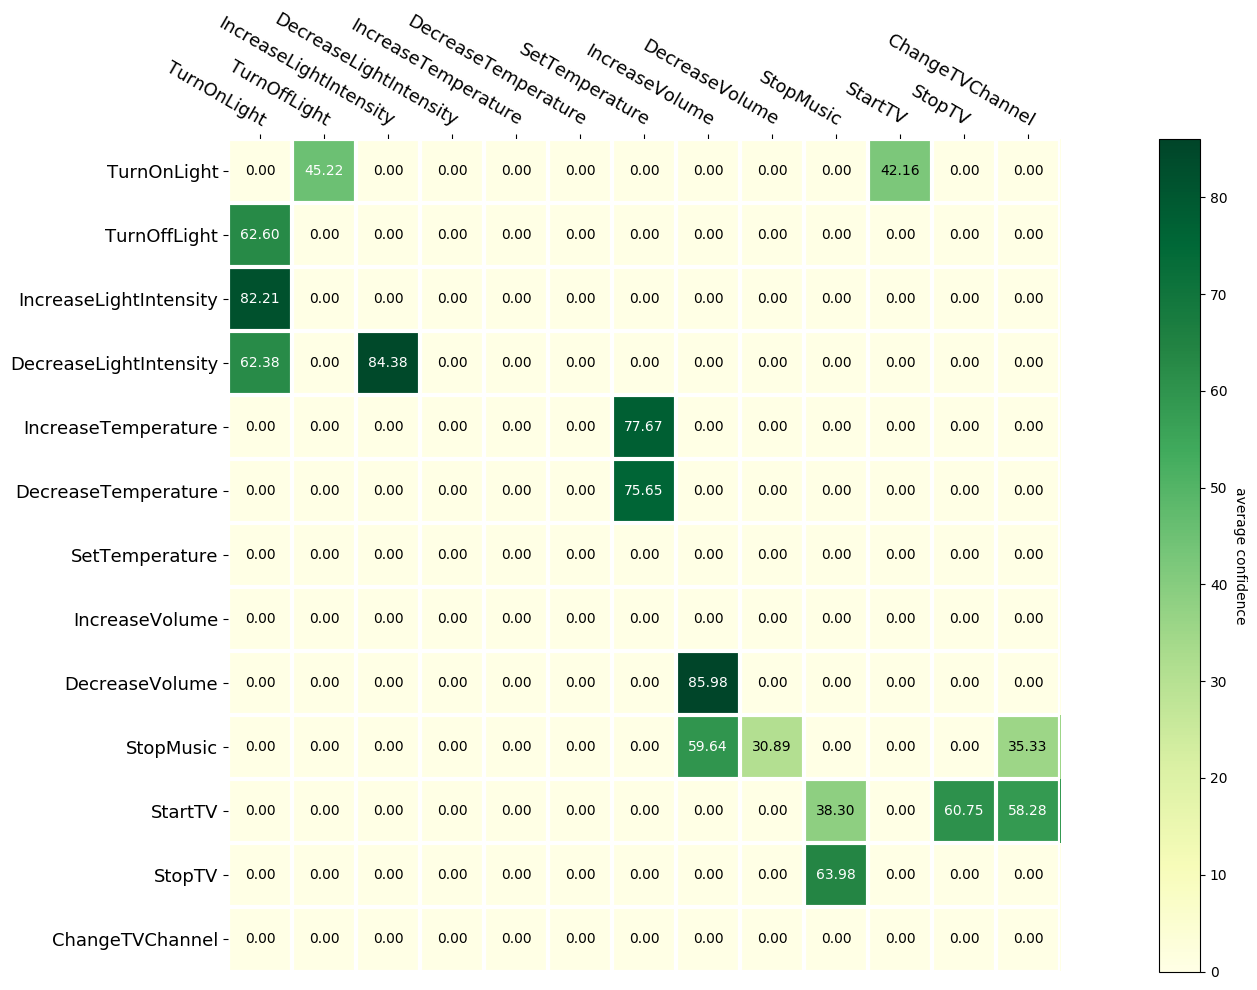 TurnOnLight
TurnOffLight
IncreaseLightIntensity
DecreaseLightIntensity
IncreaseTemperature
DecreaseTemperature
SetTemperature
IncreaseVolume
DecreaseVolume
StopMusic
StartTV
StopTV
ChangeTVChannel
TurnOnLight 0.00 45.22 0.00 0.00 0.00 0.00 0.00 0.00 0.00 0.00 42.16 0.00 0.00
TurnOffLight 62.60 0.00 0.00 0.00 0.00 0.00 0.00 0.00 0.00 0.00 0.00 0.00 0.00
IncreaseLightIntensity 82.21 0.00 0.00 0.00 0.00 0.00 0.00 0.00 0.00 0.00 0.00 0.00 0.00
DecreaseLightIntensity 62.38 0.00 84.38 0.00 0.00 0.00 0.00 0.00 0.00 0.00 0.00 0.00 0.00
IncreaseTemperature 0.00 0.00 0.00 0.00 0.00 0.00 77.67 0.00 0.00 0.00 0.00 0.00 0.00
DecreaseTemperature 0.00 0.00 0.00 0.00 0.00 0.00 75.65 0.00 0.00 0.00 0.00 0.00 0.00
SetTemperature 0.00 0.00 0.00 0.00 0.00 0.00 0.00 0.00 0.00 0.00 0.00 0.00 0.00
IncreaseVolume 0.00 0.00 0.00 0.00 0.00 0.00 0.00 0.00 0.00 0.00 0.00 0.00 0.00
DecreaseVolume 0.00 0.00 0.00 0.00 0.00 0.00 0.00 85.98 0.00 0.00 0.00 0.00 0.00
StopMusic 0.00 0.00 0.00 0.00 0.00 0.00 0.00 59.64 30.89 0.00 0.00 0.00 35.33
StartTV 0.00 0.00 0.00 0.00 0.00 0.00 0.00 0.00 0.00 38.30 0.00 60.75 58.28
StopTV 0.00 0.00 0.00 0.00 0.00 0.00 0.00 0.00 0.00 63.98 0.00 0.00 0.00
ChangeTVChannel 0.00 0.00 0.00 0.00 0.00 0.00 0.00 0.00 0.00 0.00 0.00 0.00 0.00
80
70
60
50
40
30
20
10
0
average confidence